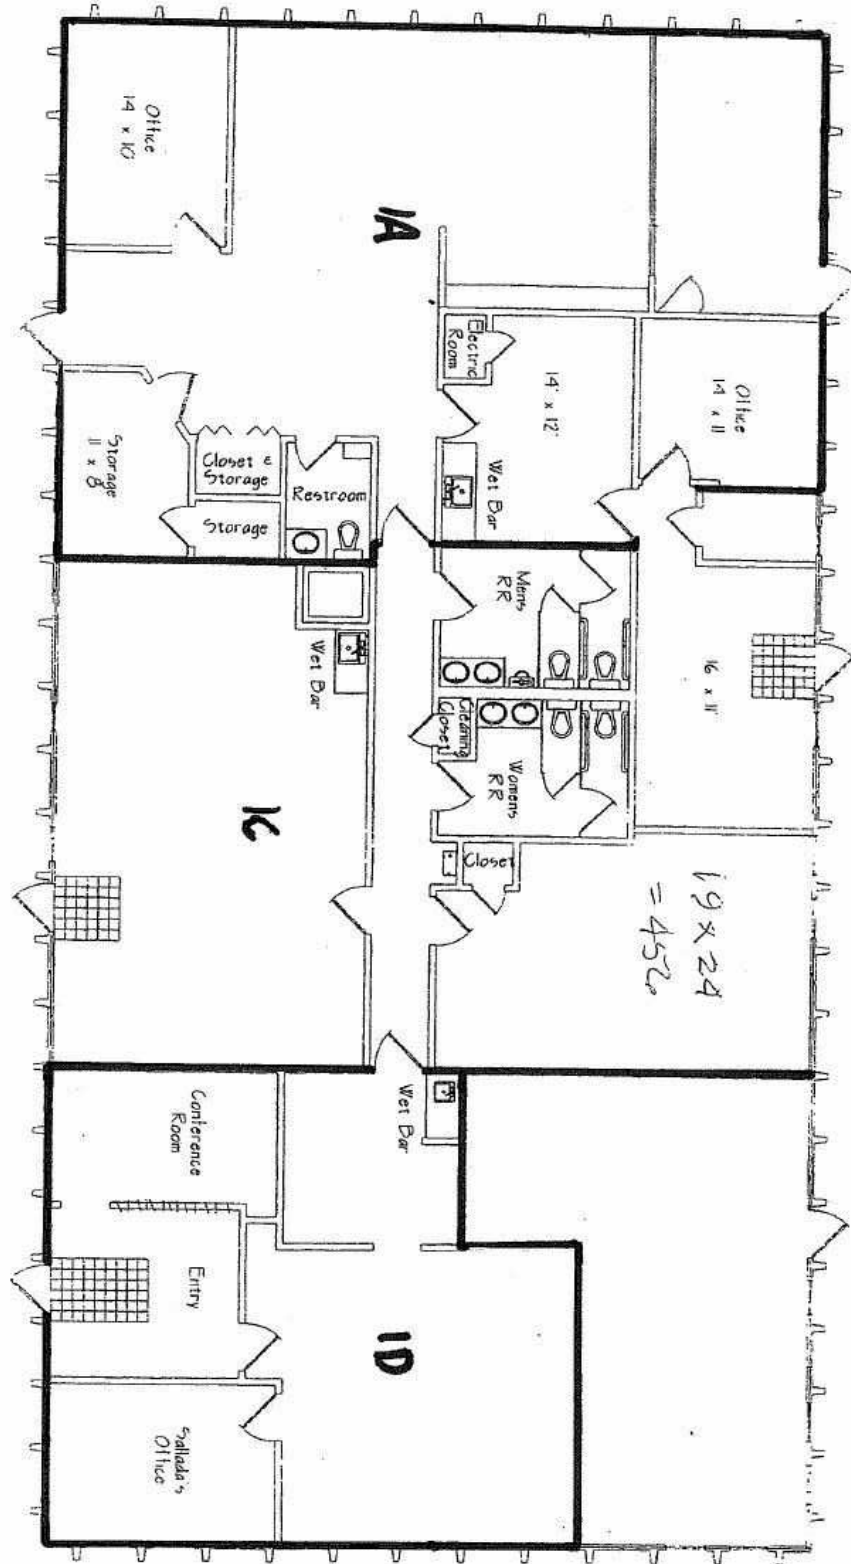 Office
14 x 10'
1A
Electric
Room
14' x 12'
Office
14 x 11
Wet Bar
Storage
11 x 8
Closet &
Storage
Storage
Restroom
Mens
RR
Wet Bar
16 x 11'
Cleaning
Closet
Womens
RR
1C
Closet
19 x 24
= 456
Wet Bar
Conference
Room
Entry
1D
Sallada's
Office